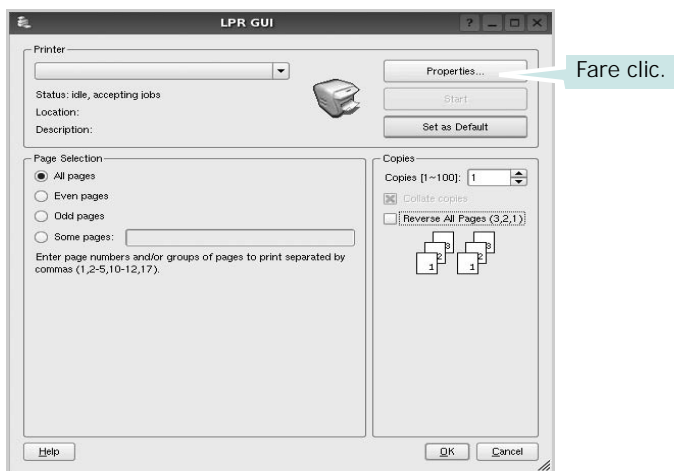 LPR GUI
Printer
Properties...
Fare clic.
Status: idle, accepting jobs
Start
Location:
Description:
Set as Default
Page Selection
All pages
Even pages
Odd pages
Some pages:
Enter page numbers and/or groups of pages to print separated by
commas (1,2-5,10-12,17).
Copies
Copies [1~100]: 1
Collate copies
Reverse All Pages (3,2,1)
3 3
2 2
1 1
Help
OK
Cancel